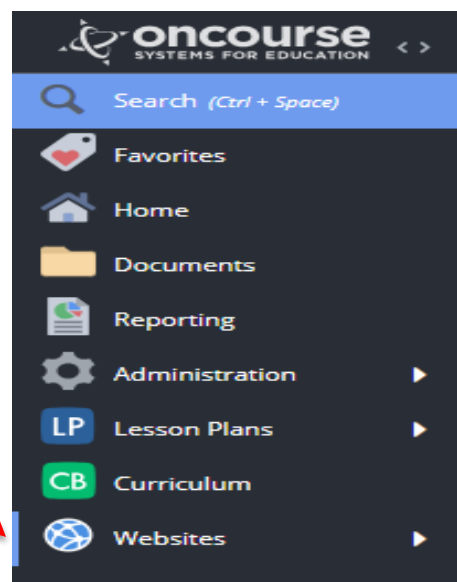 oncourse
SYSTEMS FOR EDUCATION
< >
Search (Ctrl + Space)
Favorites
Home
Documents
Reporting
Administration
LP Lesson Plans
CB Curriculum
Websites